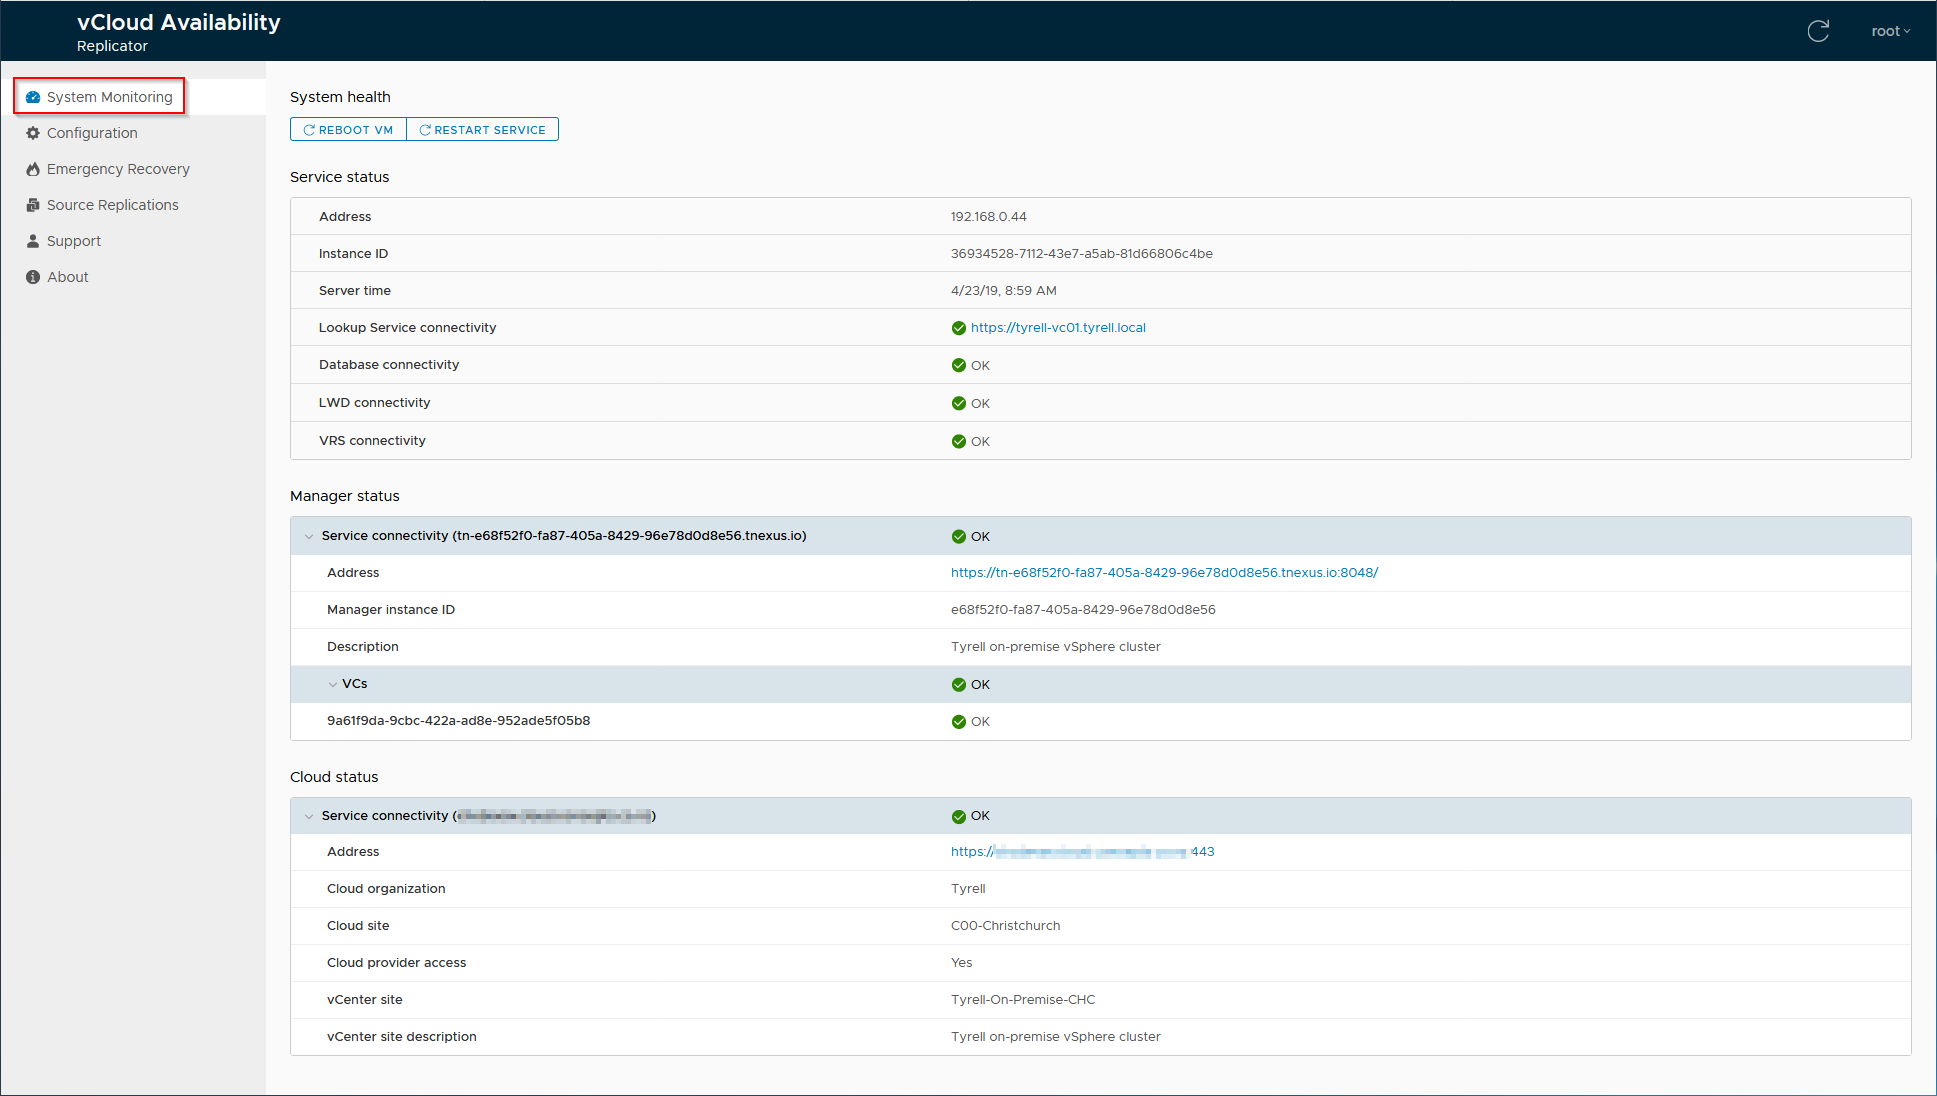 vCloud Availability
Replicator
root
System Monitoring
Configuration
Emergency Recovery
Source Replications
Support
About
System health
REBOOT VM RESTART SERVICE
Service status
Address 192.168.0.44
Instance ID 36934528-7112-43e7-a5ab-81d66806c4be
Server time 4/23/19, 8:59 AM
Lookup Service connectivity https://tyrell-vc01.tyrell.local
Database connectivity OK
LWD connectivity OK
VRS connectivity OK
Manager status
Service connectivity (tn-e68f52f0-fa87-405a-8429-96e78d0d8e56.tnexus.io) OK
Address https://tn-e68f52f0-fa87-405a-8429-96e78d0d8e56.tnexus.io:8048/
Manager instance ID e68f52f0-fa87-405a-8429-96e78d0d8e56
Description Tyrell on-premise vSphere cluster
VCs OK
9a61f9da-9cbc-422a-ad8e-952ade5f05b8 OK
Cloud status
Service connectivity ( ) OK
Address https:// 443
Cloud organization Tyrell
Cloud site C00-Christchurch
Cloud provider access Yes
vCenter site Tyrell-On-Premise-CHC
vCenter site description Tyrell on-premise vSphere cluster